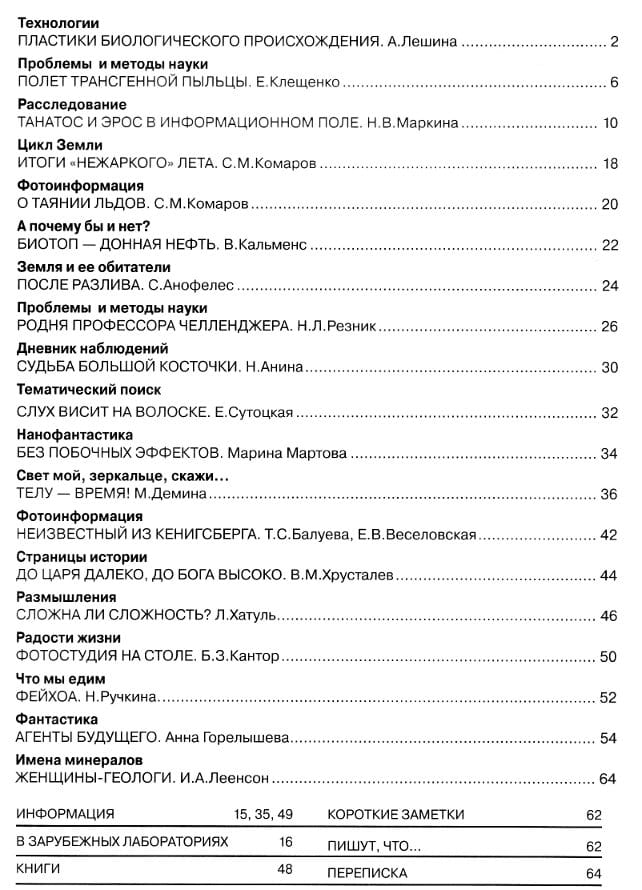 Технологии
ПЛАСТИКИ БИОЛОГИЧЕСКОГО ПРОИСХОЖДЕНИЯ. А.Лешина 2
Проблемы и методы науки
ПОЛЕТ ТРАНСГЕННОЙ ПЫЛЬЦЫ. Е.Клещенко 6
Расследование
ТАНАТОС И ЭРОС В ИНФОРМАЦИОННОМ ПОЛЕ. Н.В.Маркина 10
Цикл Земли
ИТОГИ «НЕЖАРКОГО» ЛЕТА. С.М.Комаров 18
Фотоинформация
О ТАЯНИИ ЛЬДОВ. С.М.Комаров 20
А почему бы и нет?
БИОТОП — ДОННАЯ НЕФТЬ. В.Кальменс 22
Земля и ее обитатели
ПОСЛЕ РАЗЛИВА. С.Анофелес 24
Проблемы и методы науки
РОДНЯ ПРОФЕССОРА ЧЕЛЛЕНДЖЕРА. Н.Л.Резник 26
Дневник наблюдений
СУДЬБА БОЛЬШОЙ КОСТОЧКИ. Н.Анина 30
Тематический поиск
СЛУХ ВИСИТ НА ВОЛОСКЕ. Е.Сутоцкая 32
Нанофантастика
БЕЗ ПОБОЧНЫХ ЭФФЕКТОВ. Марина Мартова 34
Свет мой, зеркальце, скажи...
ТЕЛУ — ВРЕМЯ! М.Демина 36
Фотоинформация
НЕИЗВЕСТНЫЙ ИЗ КЕНИГСБЕРГА. Т.С.Балуева, Е.В.Веселовская 42
Страницы истории
ДО ЦАРЯ ДАЛЕКО, ДО БОГА ВЫСОКО. В.М.Хрусталев 44
Размышления
СЛОЖНА ЛИ СЛОЖНОСТЬ? Л.Хатуль 46
Радости жизни
ФОТОСТУДИЯ НА СТОЛЕ. Б.З.Кантор 50
Что мы едим
ФЕЙХОА. Н.Ручкина 52
Фантастика
АГЕНТЫ БУДУЩЕГО. Анна Горелышева 54
Имена минералов
ЖЕНЩИНЫ-ГЕОЛОГИ. И.А.Леенсон 64
ИНФОРМАЦИЯ 15, 35, 49
В ЗАРУБЕЖНЫХ ЛАБОРАТОРИЯХ 16
КНИГИ 48
КОРОТКИЕ ЗАМЕТКИ 62
ПИШУТ, ЧТО... 62
ПЕРЕПИСКА 64